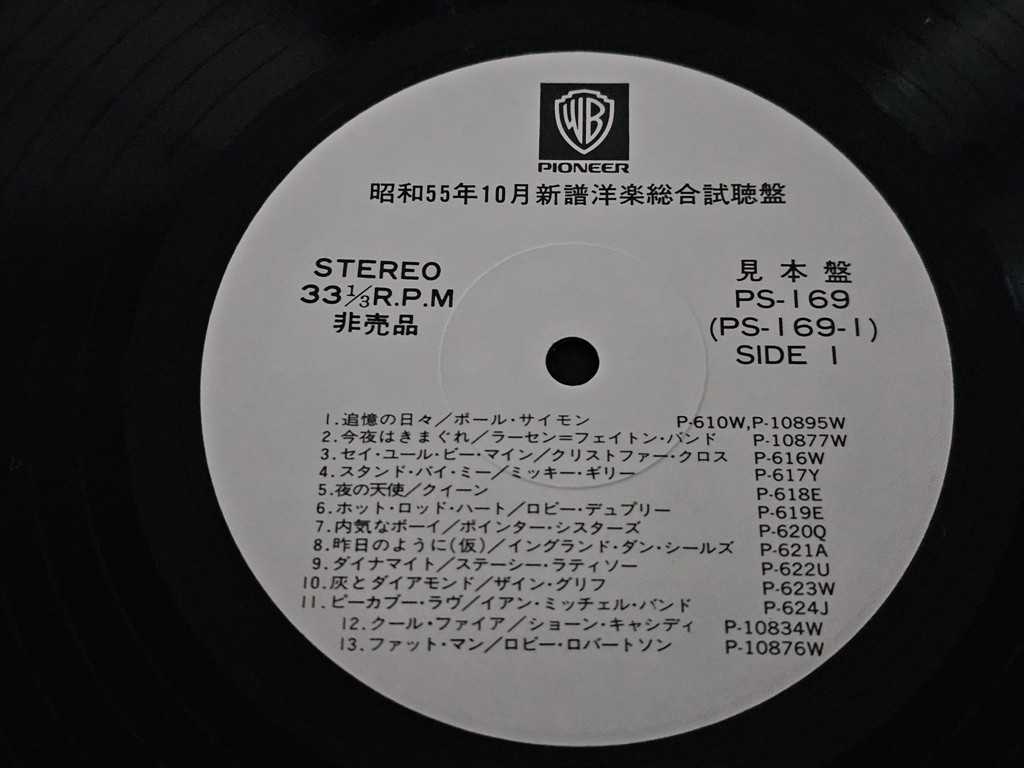 WB
PIONEER
昭和55年10月新譜洋楽総合試聴盤
STEREO
33 1/3 R.P.M
非売品
見本盤
PS-169
(PS-169-1)
SIDE 1
1.追憶の日々/ポール・サイモン P-610W,P-10895W
2.今夜はきまぐれ/ラーセン=フェイトン・バンド P-10877W
3.セイ・ユール・ビー・マイン/クリストファー・クロス P-616W
4.スタンド・バイ・ミー/ミッキー・ギリー P-617Y
5.夜の天使/クイーン P-618E
6.ホット・ロッド・ハート/ロビー・デュプリー P-619E
7.内気なボーイ/ポインター・シスターズ P-620Q
8.昨日のように(仮)/イングランド・ダン・シールズ P-621A
9.ダイナマイト/ステーシー・ラティソー P-622U
10.灰とダイアモンド/ザイン・グリフ P-623W
11.ピーカブー・ラヴ/イアン・ミッチェル・バンド P-624J
12.クール・ファイア/ショーン・キャシディ P-10834W
13.ファット・マン/ロビー・ロバートソン P-10876W